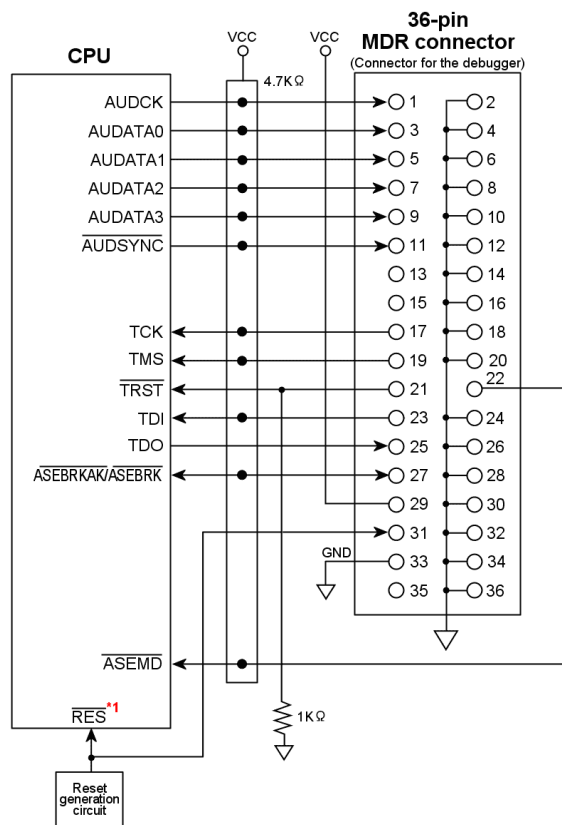 36-pin
MDR connector
(Connector for the debugger)
VCC VCC
CPU
4.7KΩ
AUDCK 1 2
AUDATA0 3 4
AUDATA1 5 6
AUDATA2 7 8
AUDATA3 9 10
AUDSYNC 11 12
13 14
15 16
TCK 17 18
TMS 19 20
TRST 21 22
TDI 23 24
TDO 25 26
ASEBRKAK/ASEBRK 27 28
29 30
31 32
GND 33 34
35 36
ASEMD
RES*1
1KΩ
Reset
generation
circuit